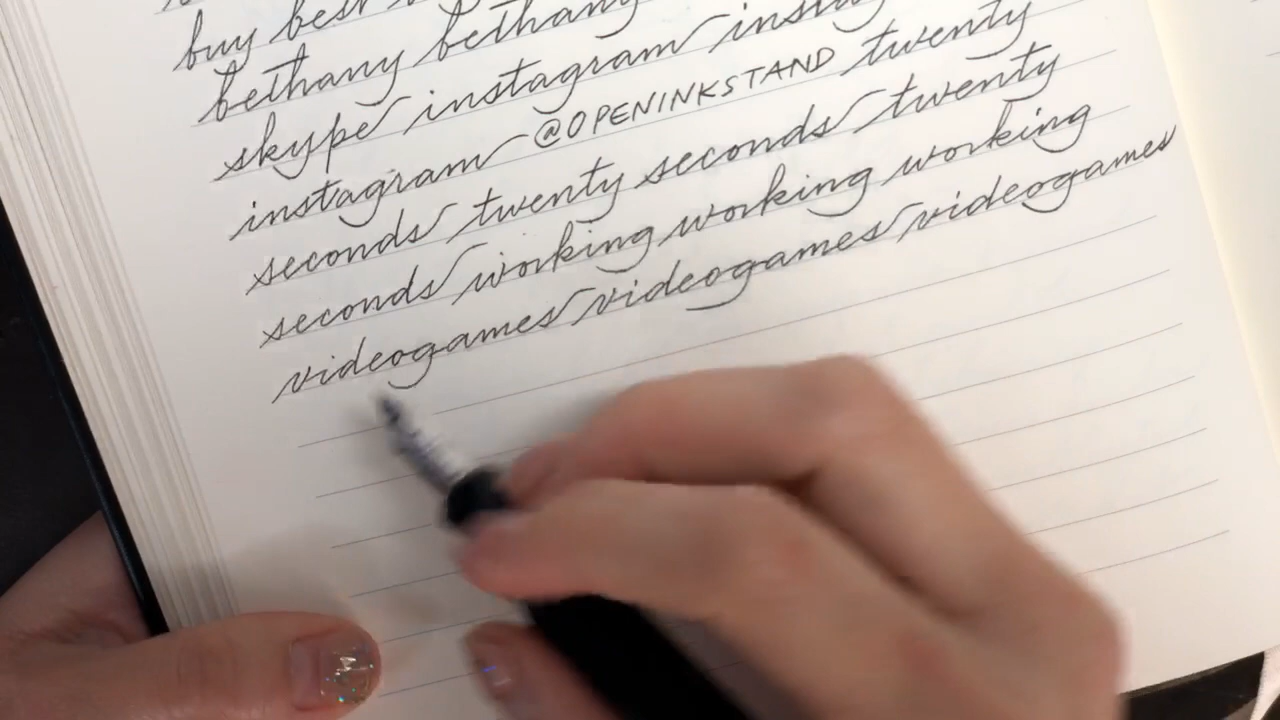 buy best
bethany bethany
skype instagram
instagram @OPENINKSTAND twenty
seconds twenty seconds twenty
seconds working working working
videogames videogames videogames